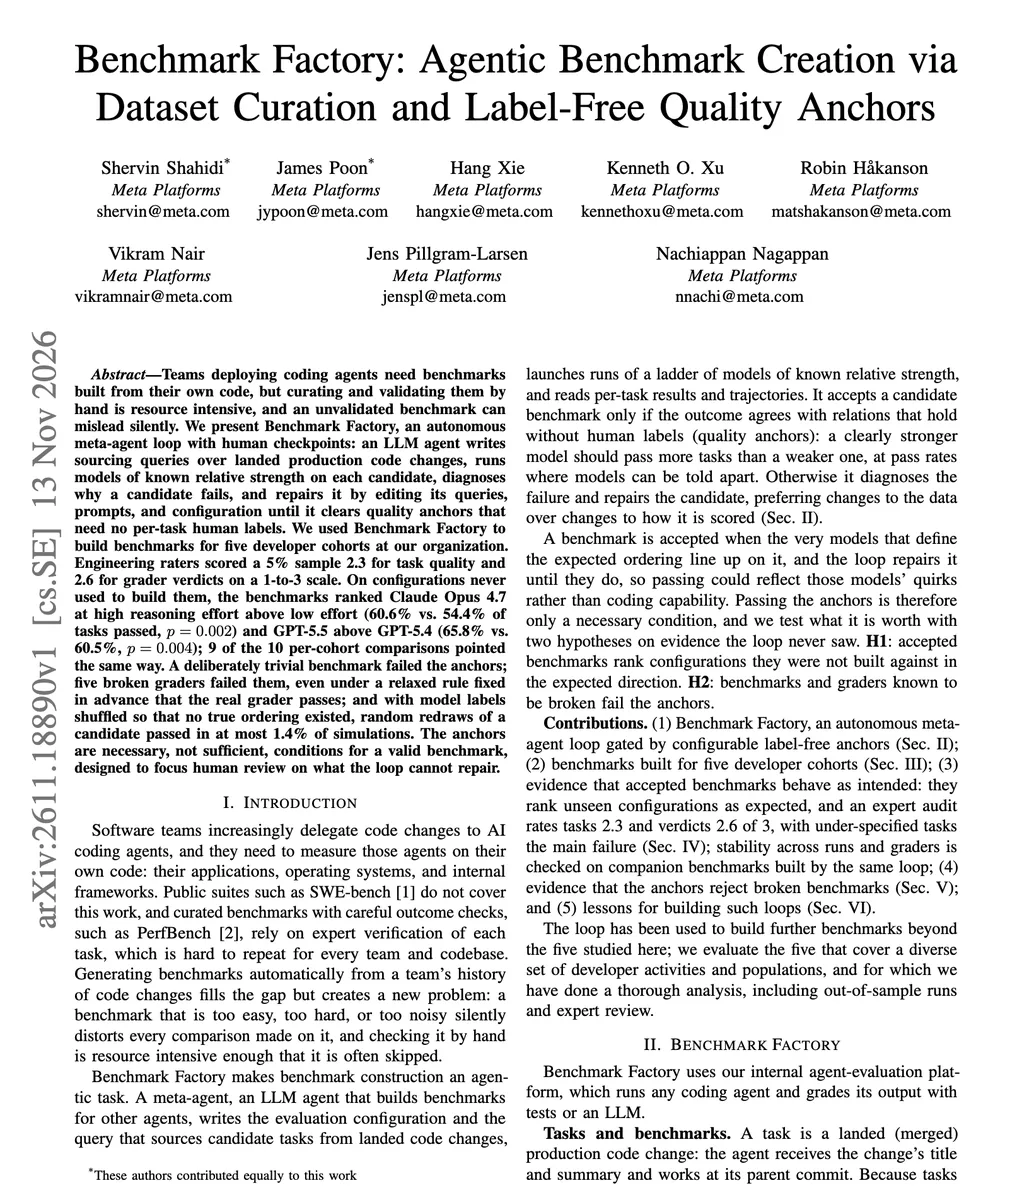 Benchmark Factory: Agentic Benchmark Creation via
Dataset Curation and Label-Free Quality Anchors
Shervin Shahidi*
Meta Platforms
shervin@meta.com
James Poon*
Meta Platforms
jypoon@meta.com
Hang Xie
Meta Platforms
hangxie@meta.com
Kenneth O. Xu
Meta Platforms
kennethoxu@meta.com
Robin Håkanson
Meta Platforms
matshakanson@meta.com
Vikram Nair
Meta Platforms
vikramnair@meta.com
Jens Pillgram-Larsen
Meta Platforms
jenspl@meta.com
Nachiappan Nagappan
Meta Platforms
nnachi@meta.com
arXiv:2611.11890v1 [cs.SE] 13 Nov 2026
Abstract—Teams deploying coding agents need benchmarks
built from their own code, but curating and validating them by
hand is resource intensive, and an unvalidated benchmark can
mislead silently. We present Benchmark Factory, an autonomous
meta-agent loop with human checkpoints: an LLM agent writes
sourcing queries over landed production code changes, runs
models of known relative strength on each candidate, diagnoses
why a candidate fails, and repairs it by editing its queries,
prompts, and configuration until it clears quality anchors that
need no per-task human labels. We used Benchmark Factory to
build benchmarks for five developer cohorts at our organization.
Engineering raters scored a 5% sample 2.3 for task quality and
2.6 for grader verdicts on a 1-to-3 scale. On configurations never
used to build them, the benchmarks ranked Claude Opus 4.7
at high reasoning effort above low effort (60.6% vs. 54.4% of
tasks passed, p = 0.002) and GPT-5.5 above GPT-5.4 (65.8% vs.
60.5%, p = 0.004); 9 of the 10 per-cohort comparisons pointed
the same way. A deliberately trivial benchmark failed the anchors;
five broken graders failed them, even under a relaxed rule fixed
in advance that the real grader passes; and with model labels
shuffled so that no true ordering existed, random redraws of a
candidate passed in at most 1.4% of simulations. The anchors
are necessary, not sufficient, conditions for a valid benchmark,
designed to focus human review on what the loop cannot repair.
I. INTRODUCTION
Software teams increasingly delegate code changes to AI
coding agents, and they need to measure those agents on their
own code: their applications, operating systems, and internal
frameworks. Public suites such as SWE-bench [1] do not cover
this work, and curated benchmarks with careful outcome checks,
such as PerfBench [2], rely on expert verification of each
task, which is hard to repeat for every team and codebase.
Generating benchmarks automatically from a team's history
of code changes fills the gap but creates a new problem: a
benchmark that is too easy, too hard, or too noisy silently
distorts every comparison made on it, and checking it by hand
is resource intensive enough that it is often skipped.
Benchmark Factory makes benchmark construction an agen-
tic task. A meta-agent, an LLM agent that builds benchmarks
for other agents, writes the evaluation configuration and the
query that sources candidate tasks from landed code changes,
*These authors contributed equally to this work
launches runs of a ladder of models of known relative strength,
and reads per-task results and trajectories. It accepts a candidate
benchmark only if the outcome agrees with relations that hold
without human labels (quality anchors): a clearly stronger
model should pass more tasks than a weaker one, at pass rates
where models can be told apart. Otherwise it diagnoses the
failure and repairs the candidate, preferring changes to the data
over changes to how it is scored (Sec. II).
A benchmark is accepted when the very models that define
the expected ordering line up on it, and the loop repairs it
until they do, so passing could reflect those models' quirks
rather than coding capability. Passing the anchors is therefore
only a necessary condition, and we test what it is worth with
two hypotheses on evidence the loop never saw. H1: accepted
benchmarks rank configurations they were not built against in
the expected direction. H2: benchmarks and graders known to
be broken fail the anchors.
Contributions. (1) Benchmark Factory, an autonomous meta-
agent loop gated by configurable label-free anchors (Sec. II);
(2) benchmarks built for five developer cohorts (Sec. III); (3)
evidence that accepted benchmarks behave as intended: they
rank unseen configurations as expected, and an expert audit
rates tasks 2.3 and verdicts 2.6 of 3, with under-specified tasks
the main failure (Sec. IV); stability across runs and graders is
checked on companion benchmarks built by the same loop; (4)
evidence that the anchors reject broken benchmarks (Sec. V);
and (5) lessons for building such loops (Sec. VI).
The loop has been used to build further benchmarks beyond
the five studied here; we evaluate the five that cover a diverse
set of developer activities and populations, and for which we
have done a thorough analysis, including out-of-sample runs
and expert review.
II. BENCHMARK FACTORY
Benchmark Factory uses our internal agent-evaluation plat-
form, which runs any coding agent and grades its output with
tests or an LLM.
Tasks and benchmarks. A task is a landed (merged)
production code change: the agent receives the change's title
and summary and works at its parent commit. Because tasks